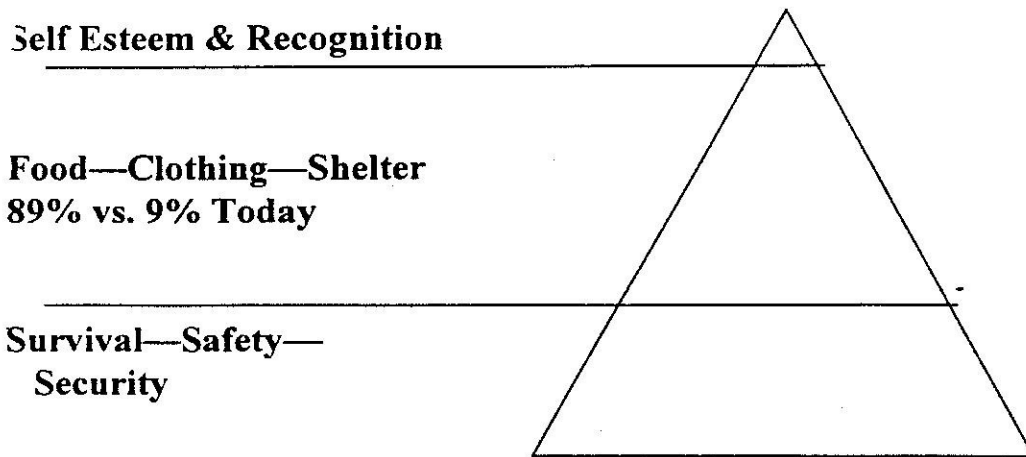 Self Esteem & Recognition
Food—Clothing—Shelter
89% vs. 9% Today
Survival—Safety—
Security